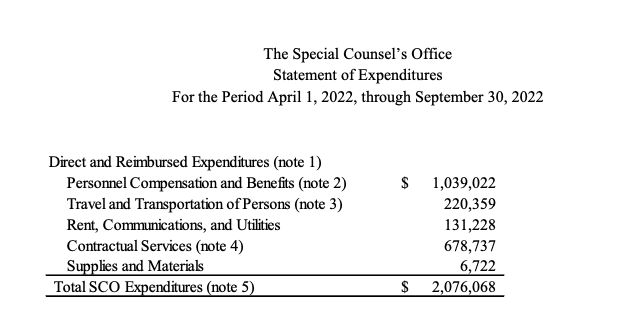 The Special Counsel's Office
Statement of Expenditures
For the Period April 1, 2022, through September 30, 2022
Direct and Reimbursed Expenditures (note 1)
Personnel Compensation and Benefits (note 2) $ 1,039,022
Travel and Transportation of Persons (note 3) 220,359
Rent, Communications, and Utilities 131,228
Contractual Services (note 4) 678,737
Supplies and Materials 6,722
Total SCO Expenditures (note 5) $ 2,076,068